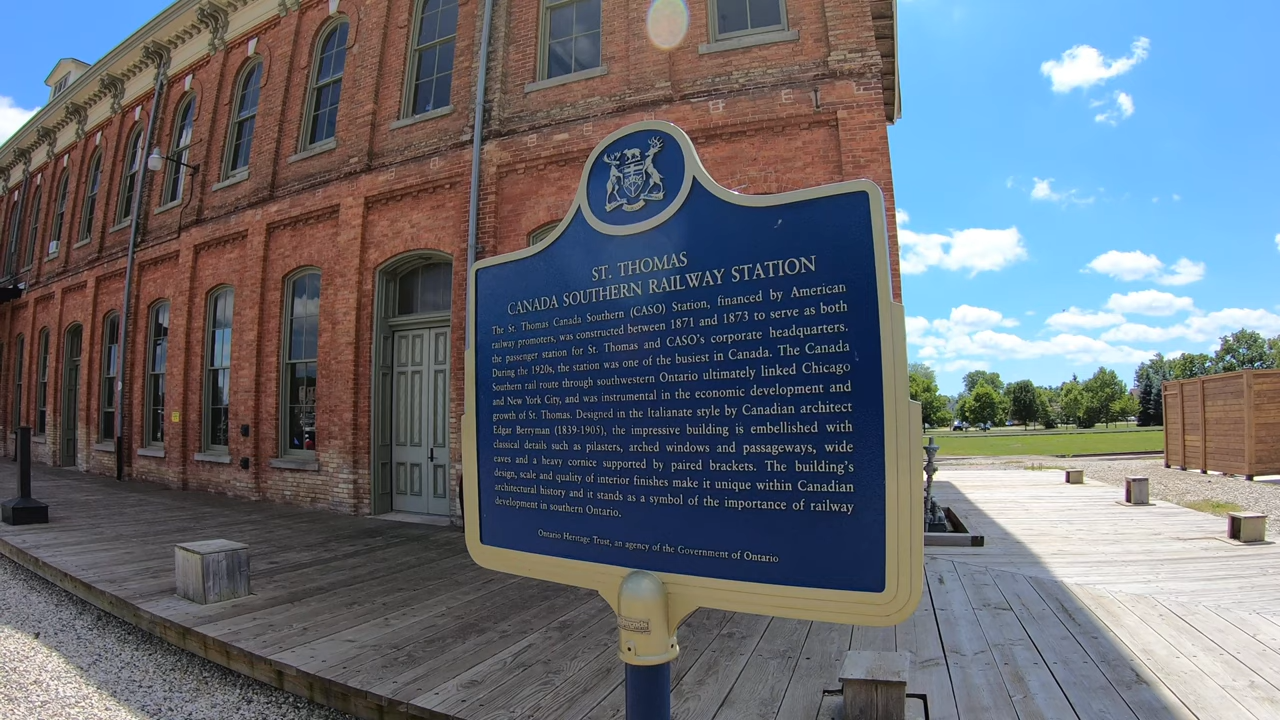 ST. THOMAS
CANADA SOUTHERN RAILWAY STATION
The St. Thomas Canada Southern (CASO) Station, financed by American
railway promoters, was constructed between 1871 and 1873 to serve as both
the passenger station for St. Thomas and CASO's corporate headquarters.
During the 1920s, the station was one of the busiest in Canada. The Canada
Southern rail route through southwestern Ontario ultimately linked Chicago
and New York City, and was instrumental in the economic development and
growth of St. Thomas. Designed in the Italianate style by Canadian architect
Edgar Berryman (1839-1905), the impressive building is embellished with
classical details such as pilasters, arched windows and passageways, wide
eaves and a heavy cornice supported by paired brackets. The building's
design, scale and quality of interior finishes make it unique within Canadian
architectural history and it stands as a symbol of the importance of railway
development in southern Ontario.
Ontario Heritage Trust, an agency of the Government of Ontario